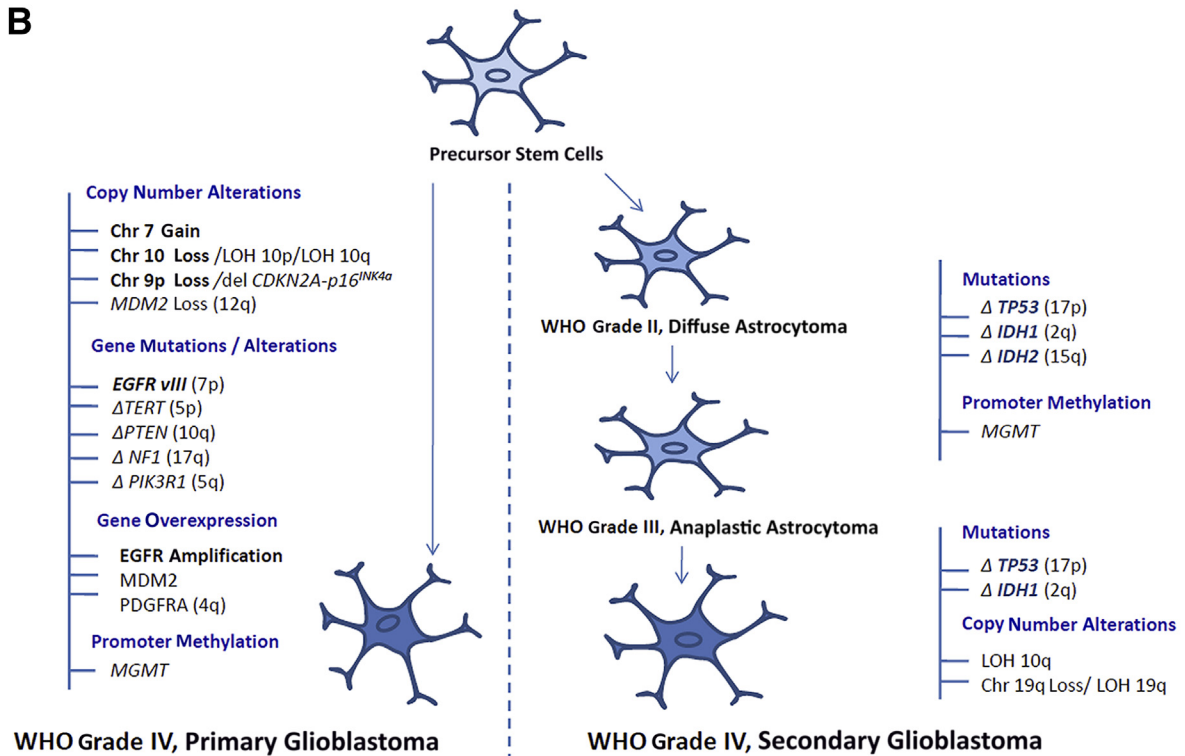 B
Precursor Stem Cells
Copy Number Alterations
Chr 7 Gain
Chr 10 Loss /LOH 10p/LOH 10q
Chr 9p Loss /del CDKN2A-p16INK4a
MDM2 Loss (12q)
Gene Mutations / Alterations
EGFR vIII (7p)
ΔTERT (5p)
ΔPTEN (10q)
Δ NF1 (17q)
Δ PIK3R1 (5q)
Gene Overexpression
EGFR Amplification
MDM2
PDGFRA (4q)
Promoter Methylation
MGMT
WHO Grade IV, Primary Glioblastoma
WHO Grade II, Diffuse Astrocytoma
WHO Grade III, Anaplastic Astrocytoma
WHO Grade IV, Secondary Glioblastoma
Mutations
Δ TP53 (17p)
Δ IDH1 (2q)
Δ IDH2 (15q)
Promoter Methylation
MGMT
Mutations
Δ TP53 (17p)
Δ IDH1 (2q)
Copy Number Alterations
LOH 10q
Chr 19q Loss/ LOH 19q